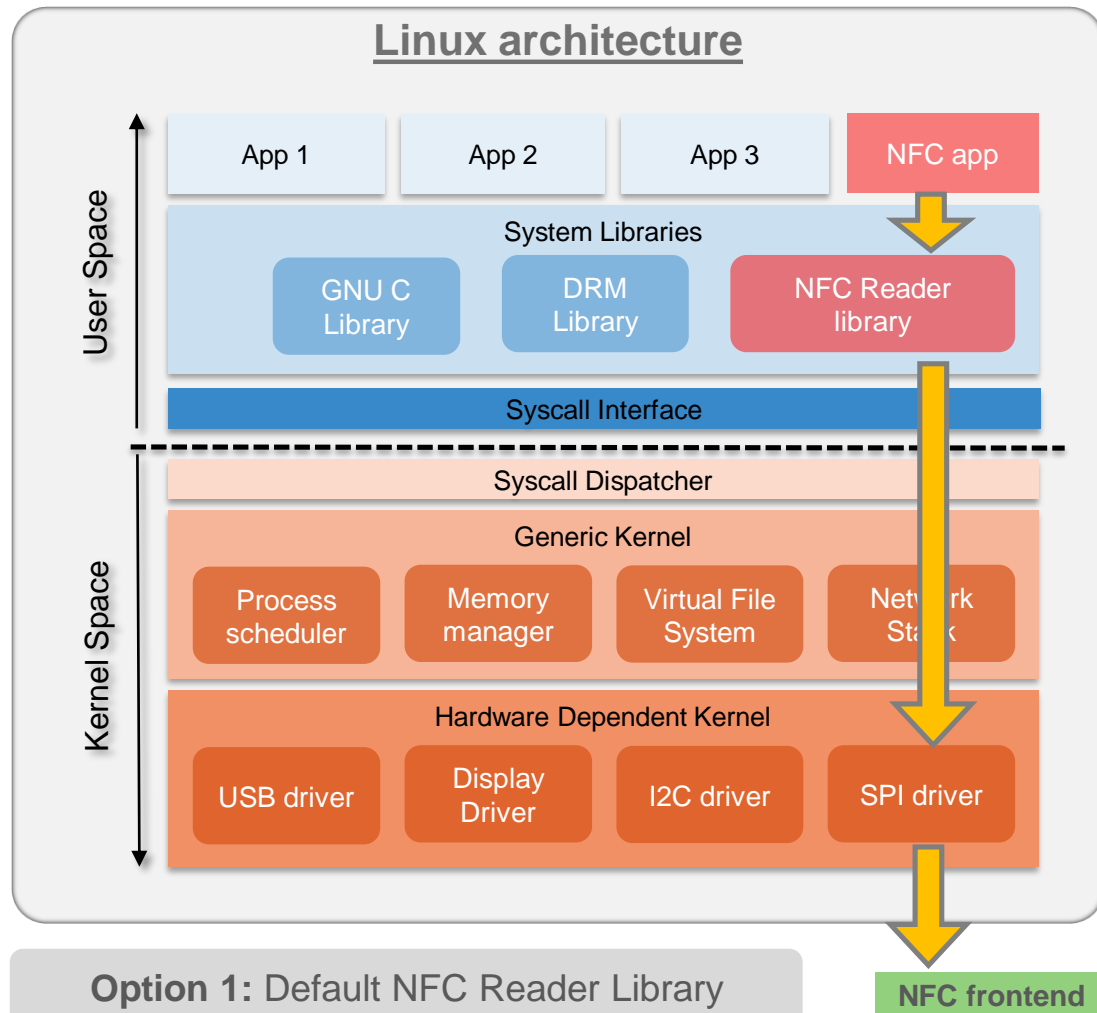 Linux architecture
User Space
App 1
App 2
App 3
NFC app
System Libraries
GNU C
Library
DRM
Library
NFC Reader
library
Syscall Interface
Kernel Space
Syscall Dispatcher
Generic Kernel
Process
scheduler
Memory
manager
Virtual File
System
Network
Stack
Hardware Dependent Kernel
USB driver
Display
Driver
I2C driver
SPI driver
Option 1: Default NFC Reader Library
NFC frontend